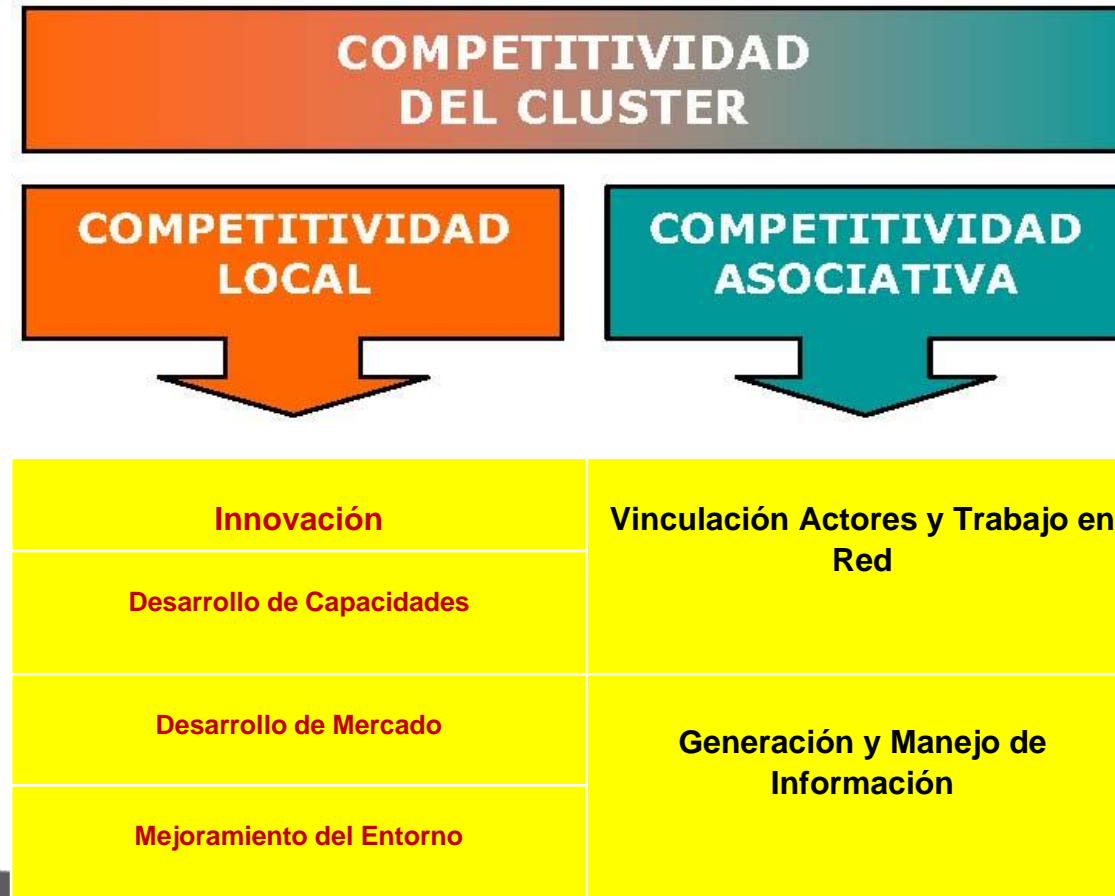 COMPETITIVIDAD
DEL CLUSTER
COMPETITIVIDAD
LOCAL
COMPETITIVIDAD
ASOCIATIVA
Innovación
Desarrollo de Capacidades
Desarrollo de Mercado
Mejoramiento del Entorno
Vinculación Actores y Trabajo en
Red
Generación y Manejo de
Información